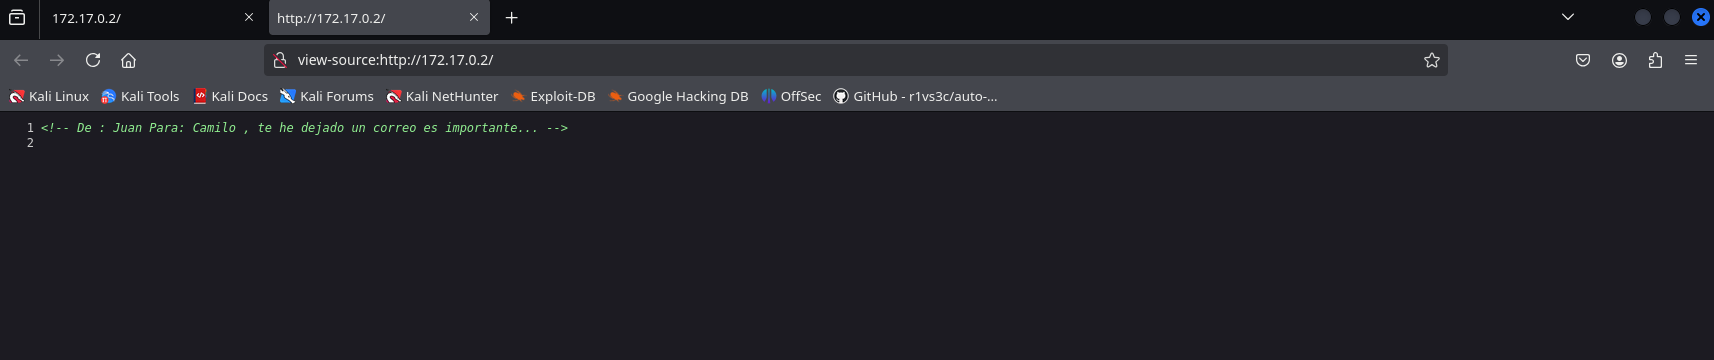 172.17.0.2/
http://172.17.0.2/
view-source:http://172.17.0.2/
Kali Linux Kali Tools Kali Docs Kali Forums Kali NetHunter Exploit-DB Google Hacking DB OffSec GitHub - r1vs3c/auto-...
1 <!-- De : Juan Para: Camilo , te he dejado un correo es importante... -->
2